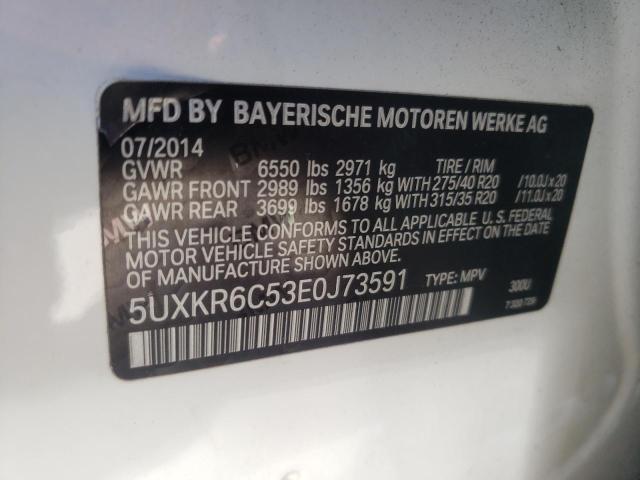 MFD BY BAYERISCHE MOTOREN WERKE AG
07/2014
GVWR 6550 lbs 2971 kg TIRE / RIM
GAWR FRONT 2989 lbs 1356 kg WITH 275/40 R20 /10.0J x 20
GAWR REAR 3699 lbs 1678 kg WITH 315/35 R20 /11.0J x 20
THIS VEHICLE CONFORMS TO ALL APPLICABLE U. S. FEDERAL
MOTOR VEHICLE SAFETY STANDARDS IN EFFECT ON THE DATE
OF MANUFACTURE SHOWN ABOVE.
5UXKR6C53E0J73591 TYPE: MPV 300U